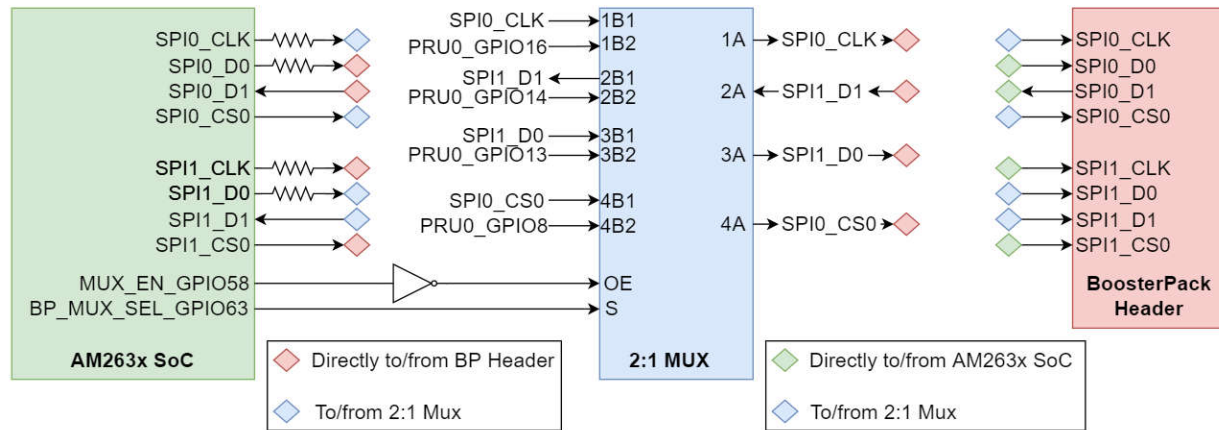 SPI0_CLK
SPI0_D0
SPI0_D1
SPI0_CS0
SPI1_CLK
SPI1_D0
SPI1_D1
SPI1_CS0
MUX_EN_GPIO58
BP_MUX_SEL_GPIO63
AM263x SoC
SPI0_CLK
PRU0_GPIO16
SPI1_D1
PRU0_GPIO14
SPI1_D0
PRU0_GPIO13
SPI0_CS0
PRU0_GPIO8
1B1
1B2
2B1
2B2
3B1
3B2
4B1
4B2
OE
S
1A
2A
3A
4A
2:1 MUX
SPI0_CLK
SPI1_D1
SPI1_D0
SPI0_CS0
SPI0_CLK
SPI0_D0
SPI0_D1
SPI0_CS0
SPI1_CLK
SPI1_D0
SPI1_D1
SPI1_CS0
BoosterPack
Header
Directly to/from BP Header
To/from 2:1 Mux
Directly to/from AM263x SoC
To/from 2:1 Mux